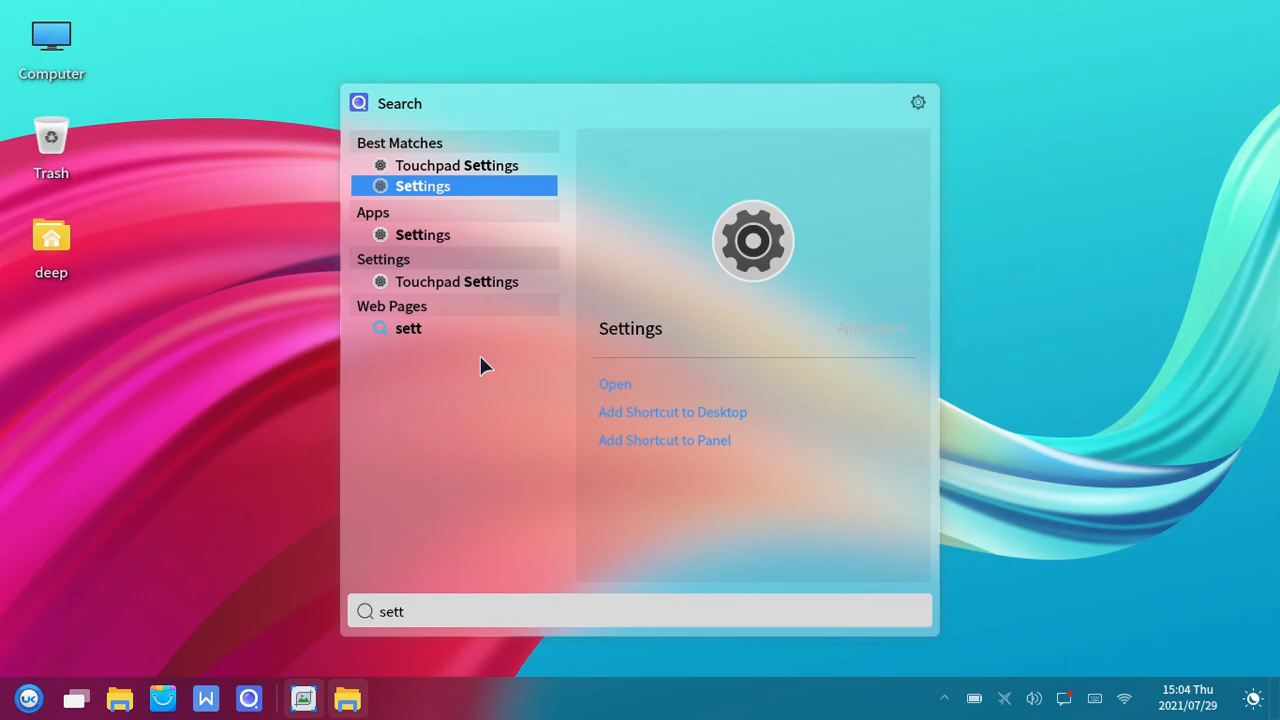 Computer
Trash
deep
Search
Best Matches
Touchpad Settings
Settings
Apps
Settings
Settings
Touchpad Settings
Web Pages
sett
Settings
Application
Open
Add Shortcut to Desktop
Add Shortcut to Panel
sett
UK
W
15:04 Thu
2021/07/29